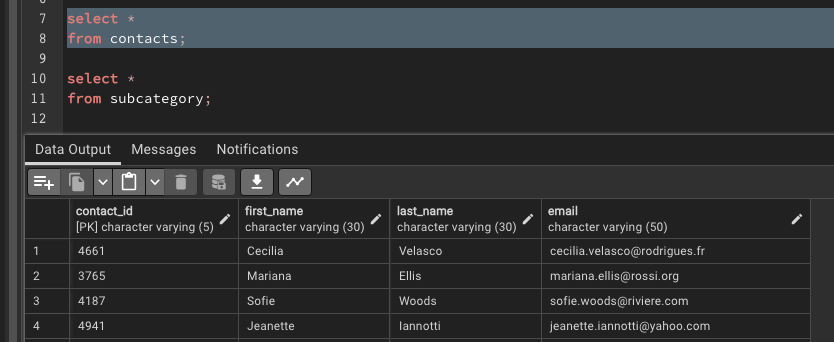 7 select *
8 from contacts;
9
10 select *
11 from subcategory;
12
Data Output Messages Notifications
contact_id first_name last_name email
[PK] character varying (5) character varying (30) character varying (30) character varying (50)
1 4661 Cecilia Velasco cecilia.velasco@rodrigues.fr
2 3765 Mariana Ellis mariana.ellis@rossi.org
3 4187 Sofie Woods sofie.woods@riviere.com
4 4941 Jeanette Iannotti jeanette.iannotti@yahoo.com